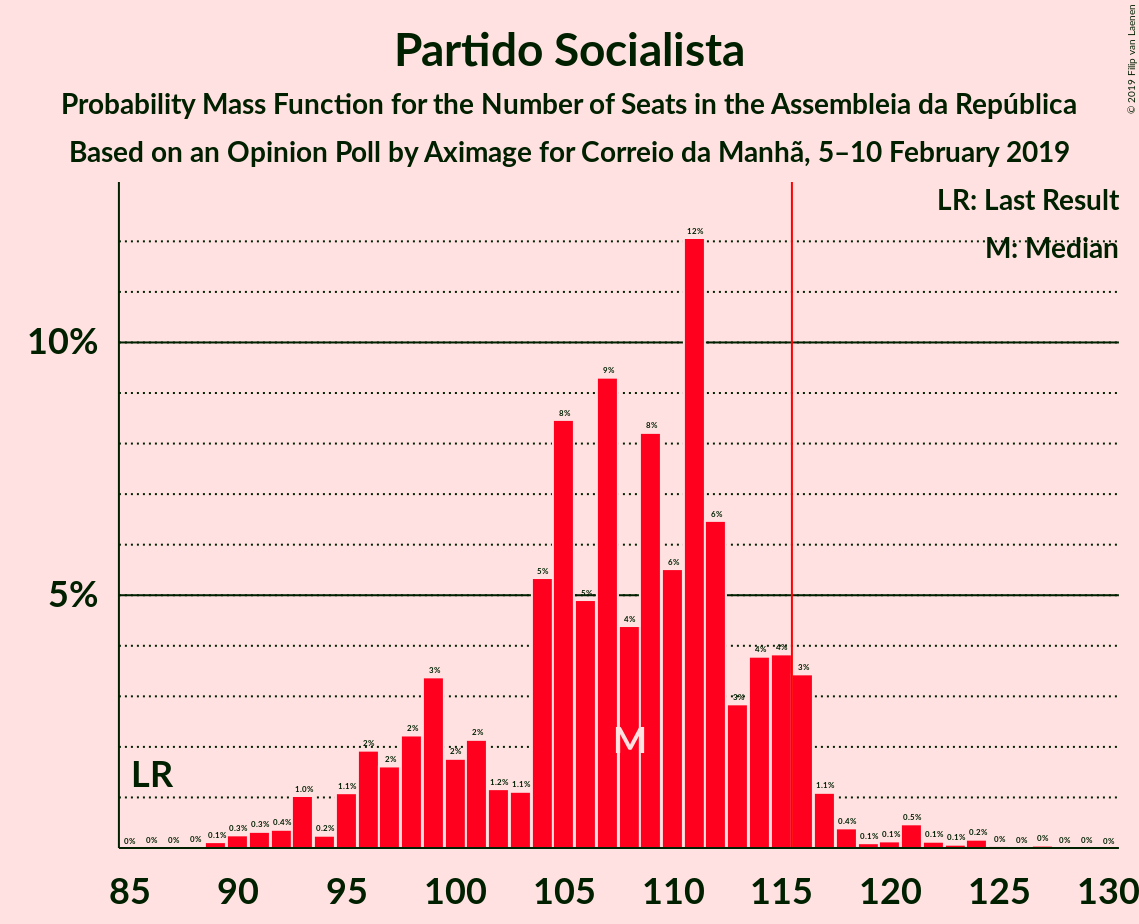 Partido Socialista
Probability Mass Function for the Number of Seats in the Assembleia da República
Based on an Opinion Poll by Aximage for Correio da Manhã, 5–10 February 2019
© 2019 Filip van Laenen
LR: Last Result
M: Median
10%
5%
LR
M
0% 0% 0% 0% 0.1% 0.3% 0.3% 0.4% 1.0% 0.2% 1.1% 2% 2% 2% 3% 2% 2% 1.2% 1.1% 5% 8% 5% 9% 4% 8% 6% 12% 6% 3% 4% 4% 3% 1.1% 0.4% 0.1% 0.1% 0.5% 0.1% 0.1% 0.2% 0% 0% 0% 0% 0% 0%
85 90 95 100 105 110 115 120 125 130